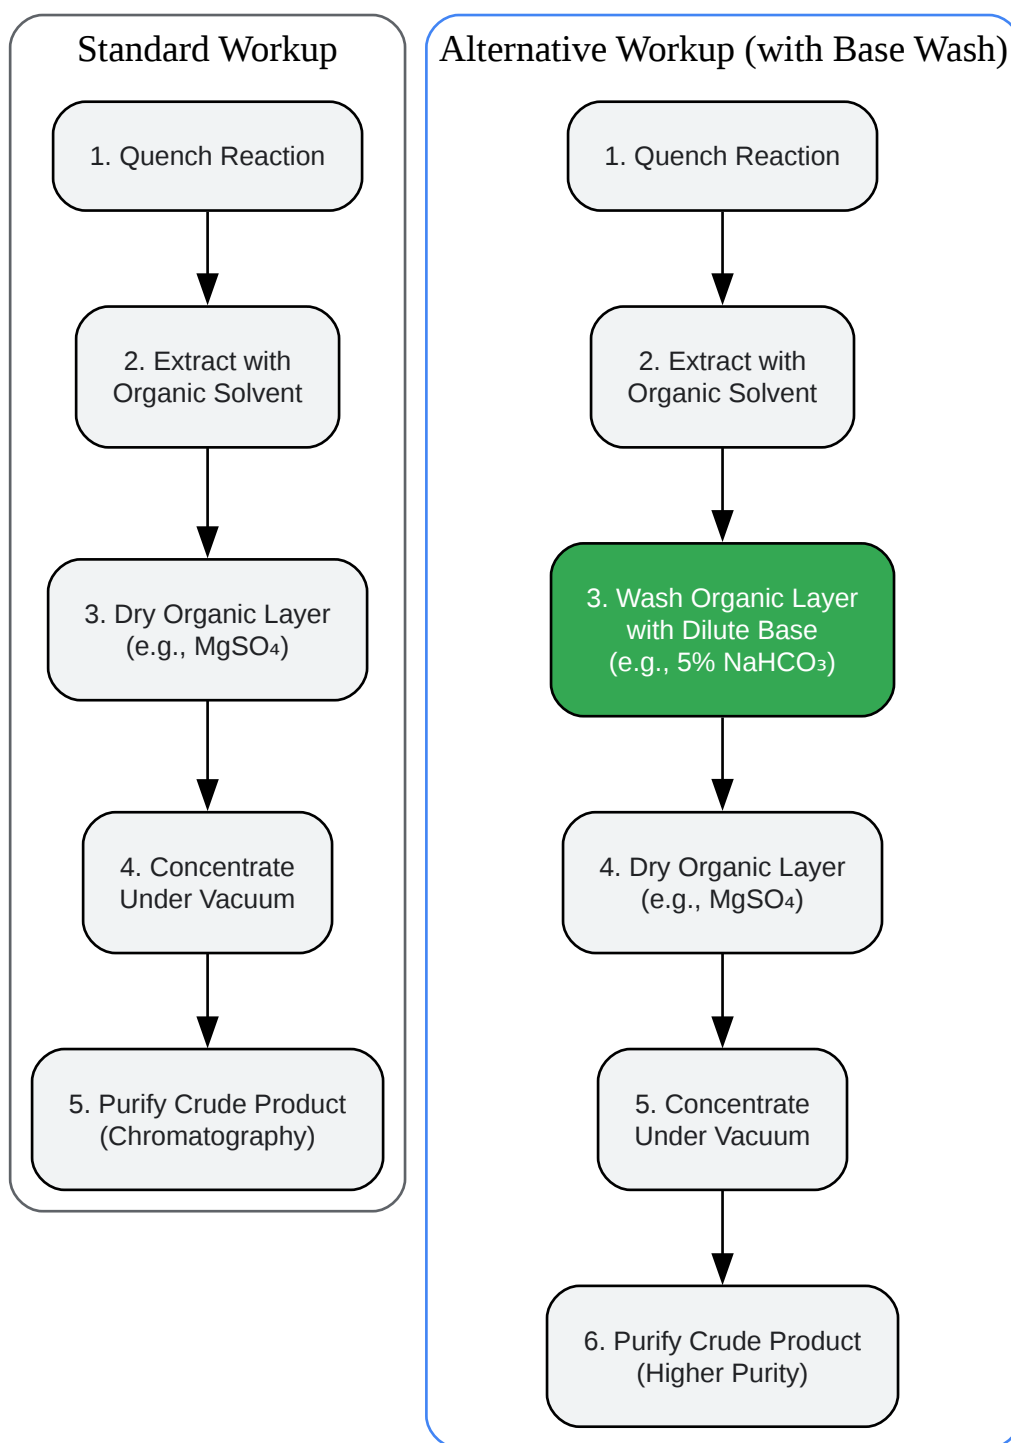 Standard Workup
1. Quench Reaction
2. Extract with
Organic Solvent
3. Dry Organic Layer
(e.g., MgSO₄)
4. Concentrate
Under Vacuum
5. Purify Crude Product
(Chromatography)
Alternative Workup (with Base Wash)
1. Quench Reaction
2. Extract with
Organic Solvent
3. Wash Organic Layer
with Dilute Base
(e.g., 5% NaHCO₃)
4. Dry Organic Layer
(e.g., MgSO₄)
5. Concentrate
Under Vacuum
6. Purify Crude Product
(Higher Purity)